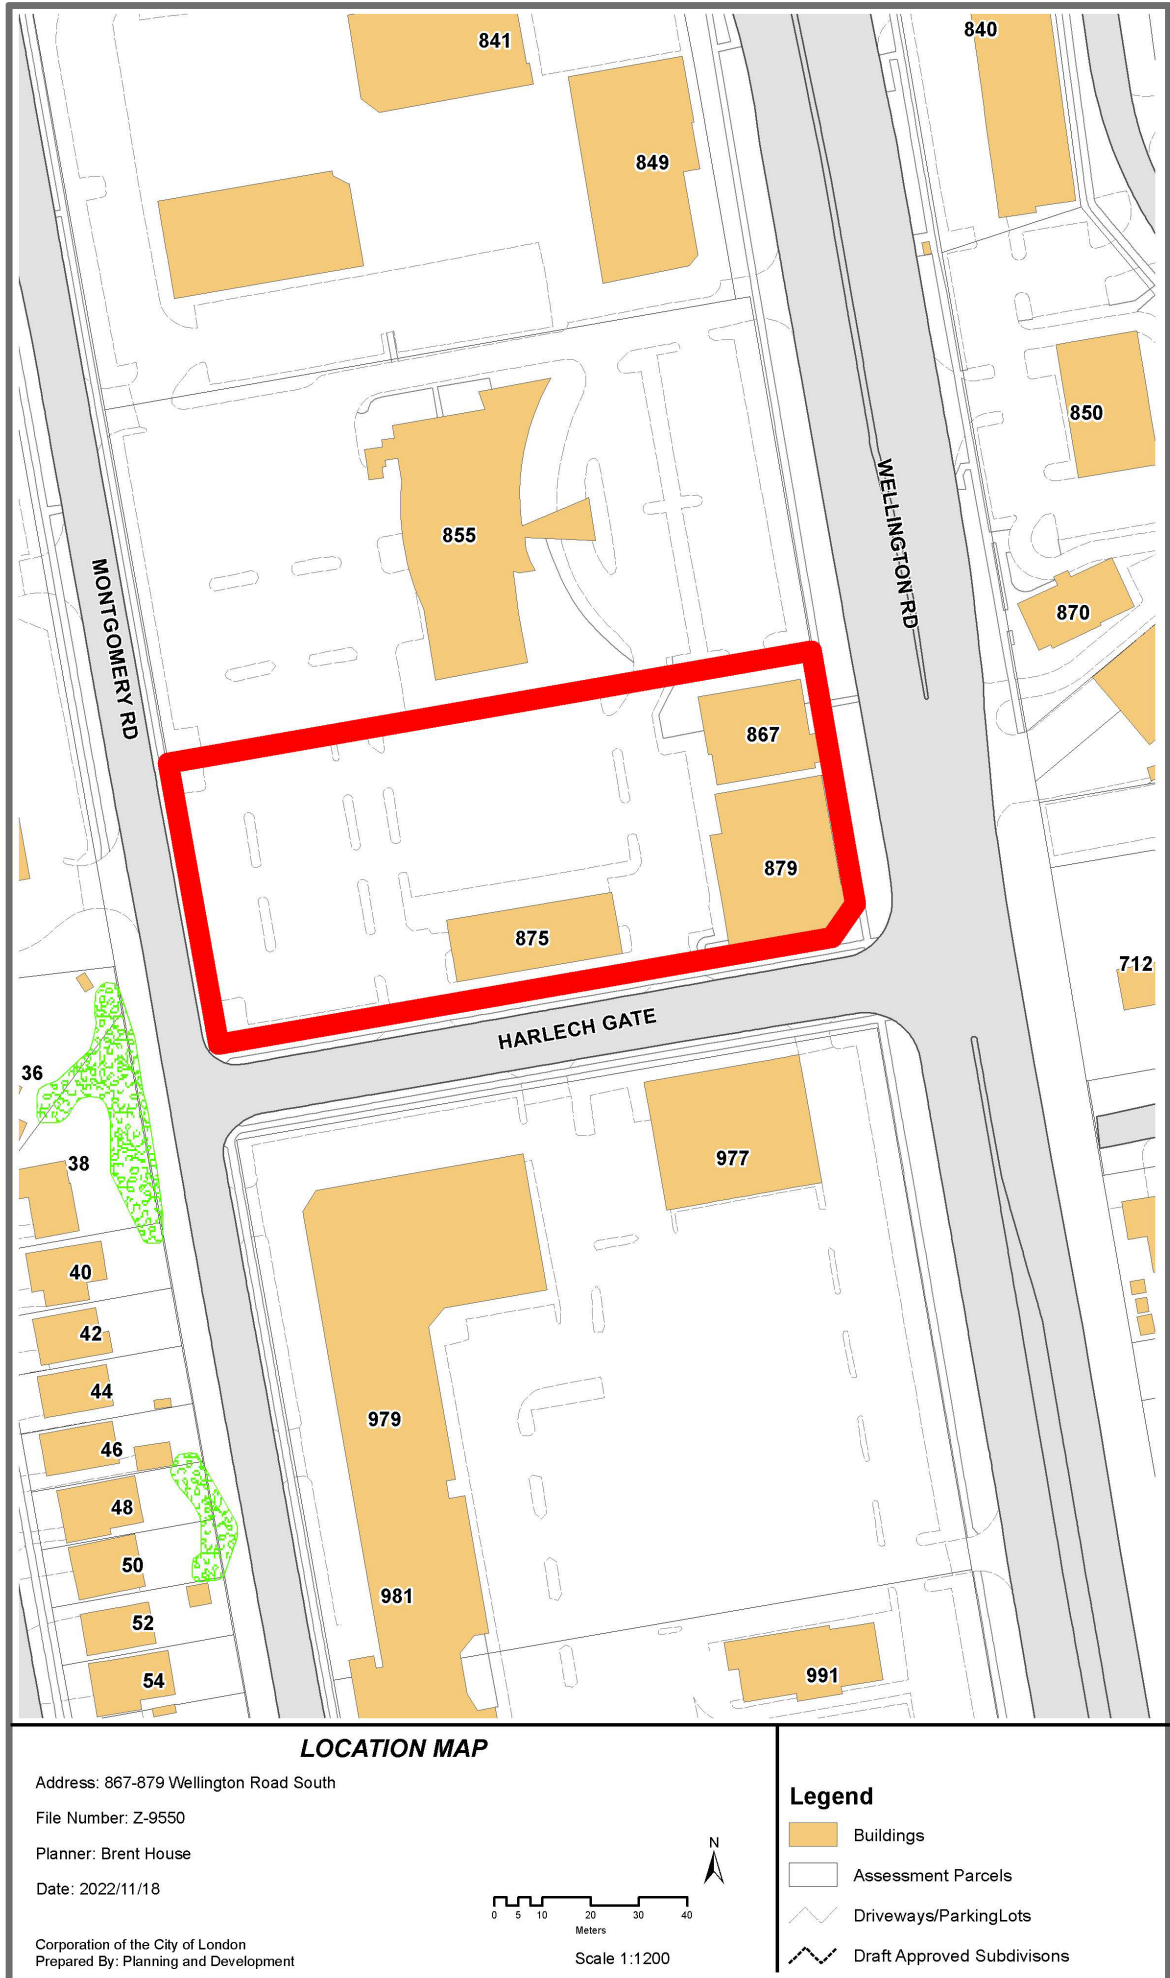 841
840
849
850
855
WELLINGTON RD
870
MONTGOMERY RD
867
879
875
712
HARLECH GATE
36
977
38
40
42
44
979
46
48
50
981
52
991
54
LOCATION MAP
Address: 867-879 Wellington Road South
File Number: Z-9550
Planner: Brent House
Date: 2022/11/18
Corporation of the City of London
Prepared By: Planning and Development
N
0 5 10 20 30 40
Meters
Scale 1:1200
Legend
Buildings
Assessment Parcels
Driveways/ParkingLots
Draft Approved Subdivisons